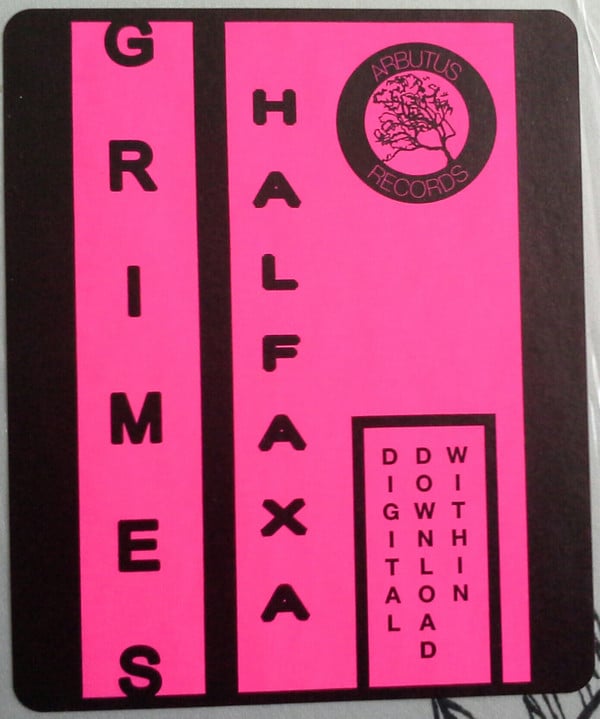 GRIMES
HALFAXA
ARBUTUS
RECORDS
DIGITAL
DOWNLOAD
WITHIN